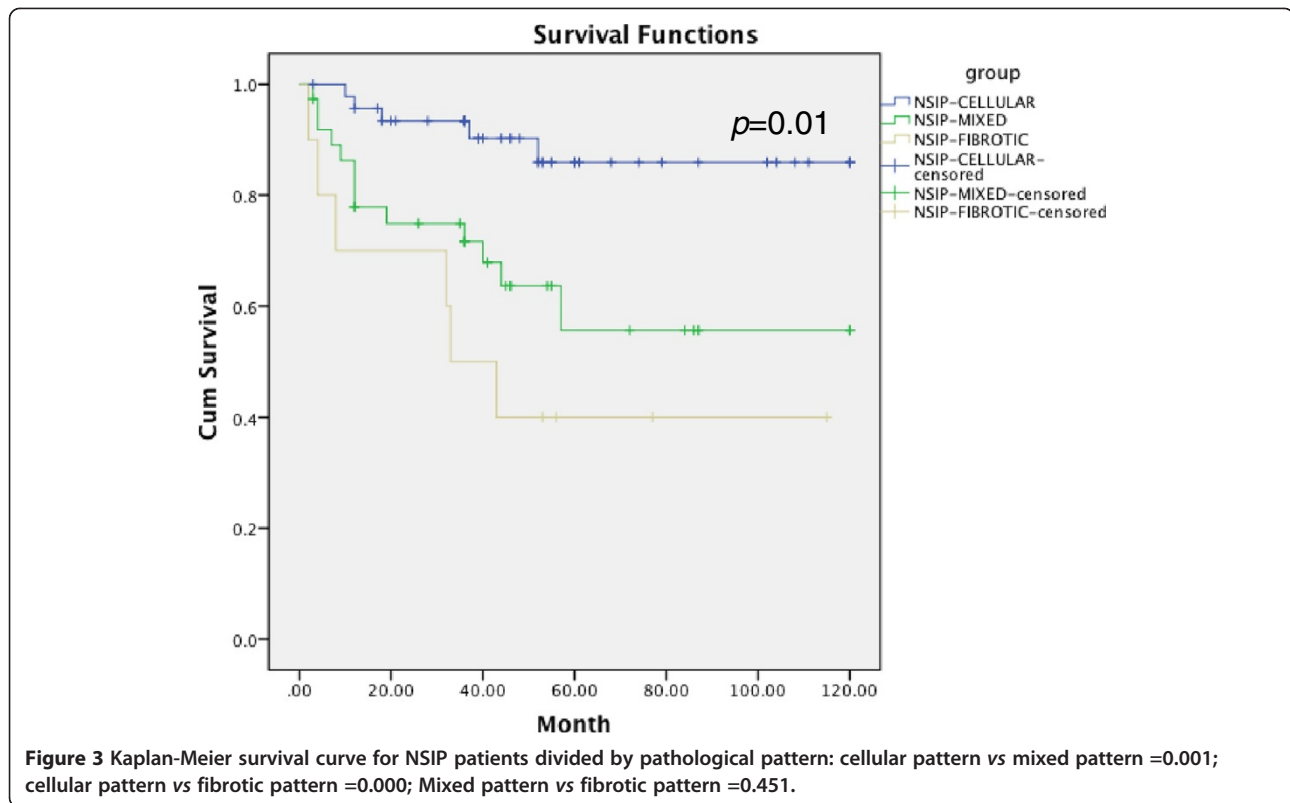 Survival Functions
group
NSIP-CELLULAR
NSIP-MIXED
NSIP-FIBROTIC
NSIP-CELLULAR-
censored
NSIP-MIXED-censored
NSIP-FIBROTIC-censored
p=0.01
Cum Survival
1.0
0.8
0.6
0.4
0.2
0.0
.00 20.00 40.00 60.00 80.00 100.00 120.00
Month
Figure 3 Kaplan-Meier survival curve for NSIP patients divided by pathological pattern: cellular pattern vs mixed pattern =0.001;
cellular pattern vs fibrotic pattern =0.000; Mixed pattern vs fibrotic pattern =0.451.